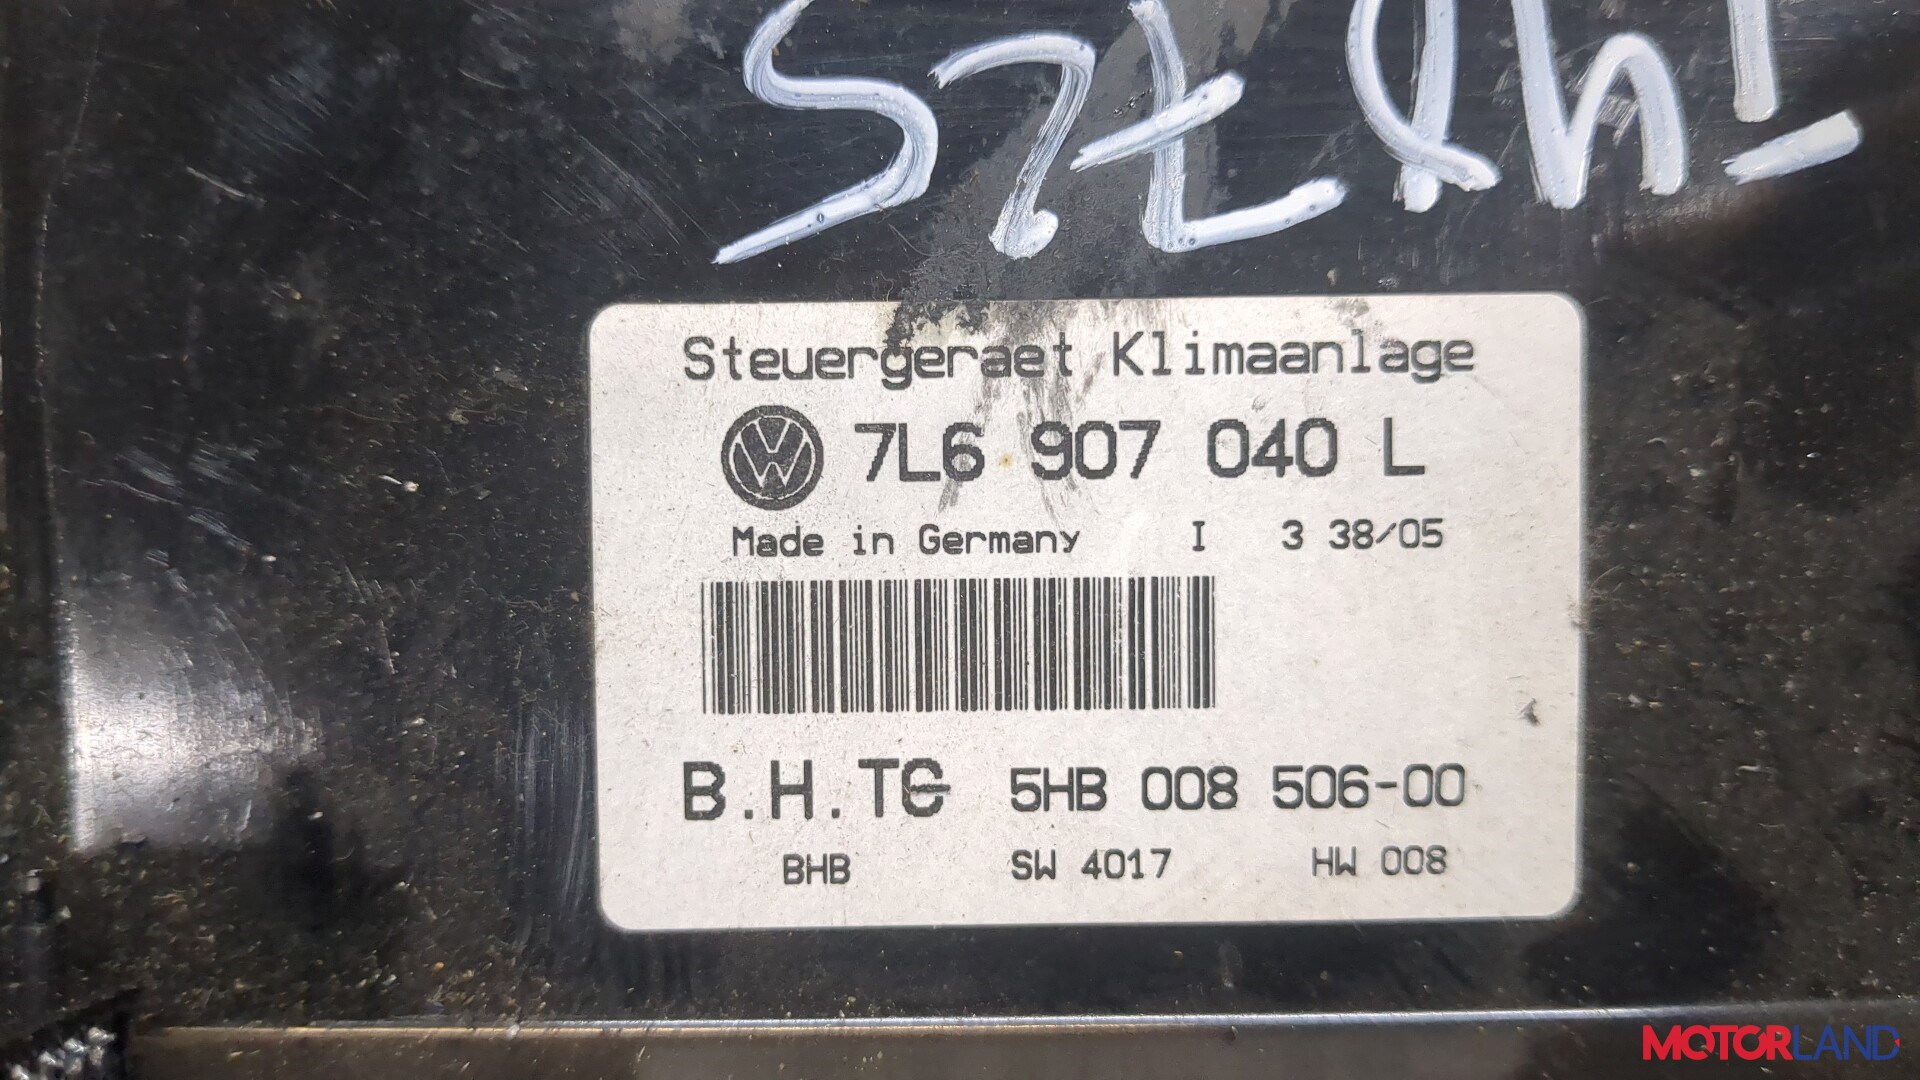 Steuergeraet Klimaanlage
7L6 907 040 L
Made in Germany I 3 38/05
B.H.TC 5HB 008 506-00
BHB SW 4017 HW 008
MOTORLAND